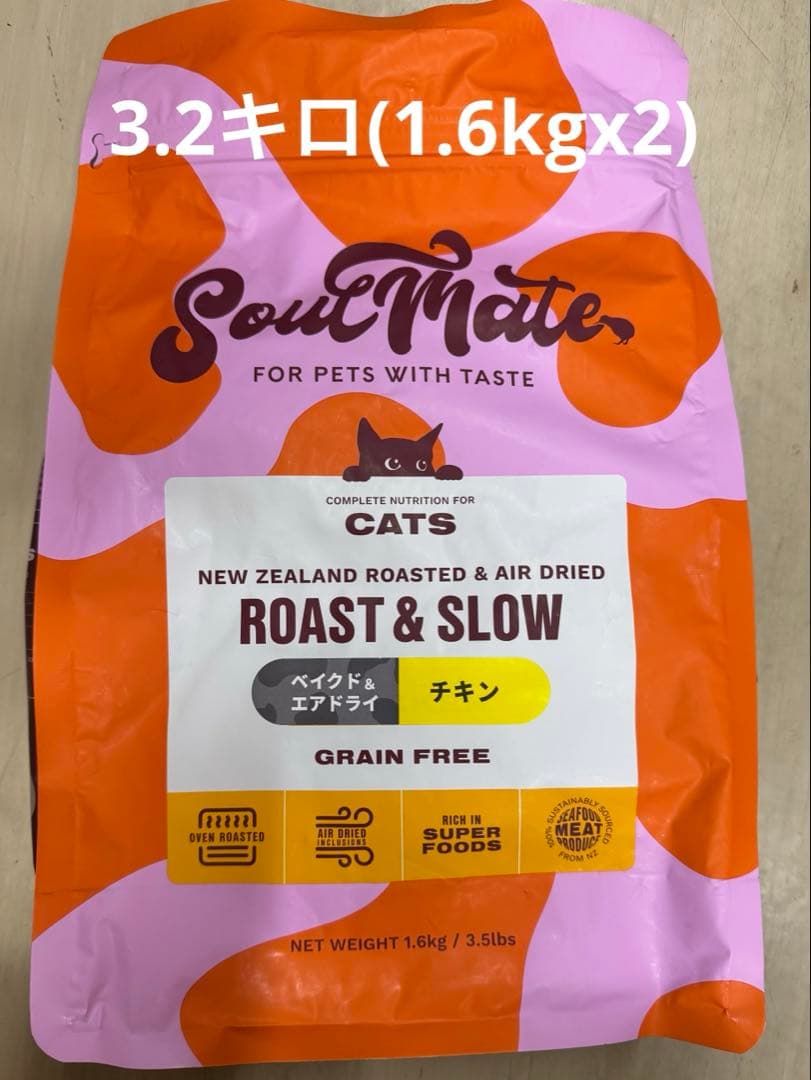 3.2キロ(1.6kgx2)
Soul Mate
FOR PETS WITH TASTE
COMPLETE NUTRITION FOR
CATS
NEW ZEALAND ROASTED & AIR DRIED
ROAST & SLOW
ベイクド&
エアドライ
チキン
GRAIN FREE
OVEN ROASTED
AIR DRIED
INCLUSIONS
RICH IN
SUPER
FOODS
100% SUSTAINABLY SOURCED
SEAFOOD
MEAT
PRODUCE
FROM NZ
NET WEIGHT 1.6kg / 3.5lbs